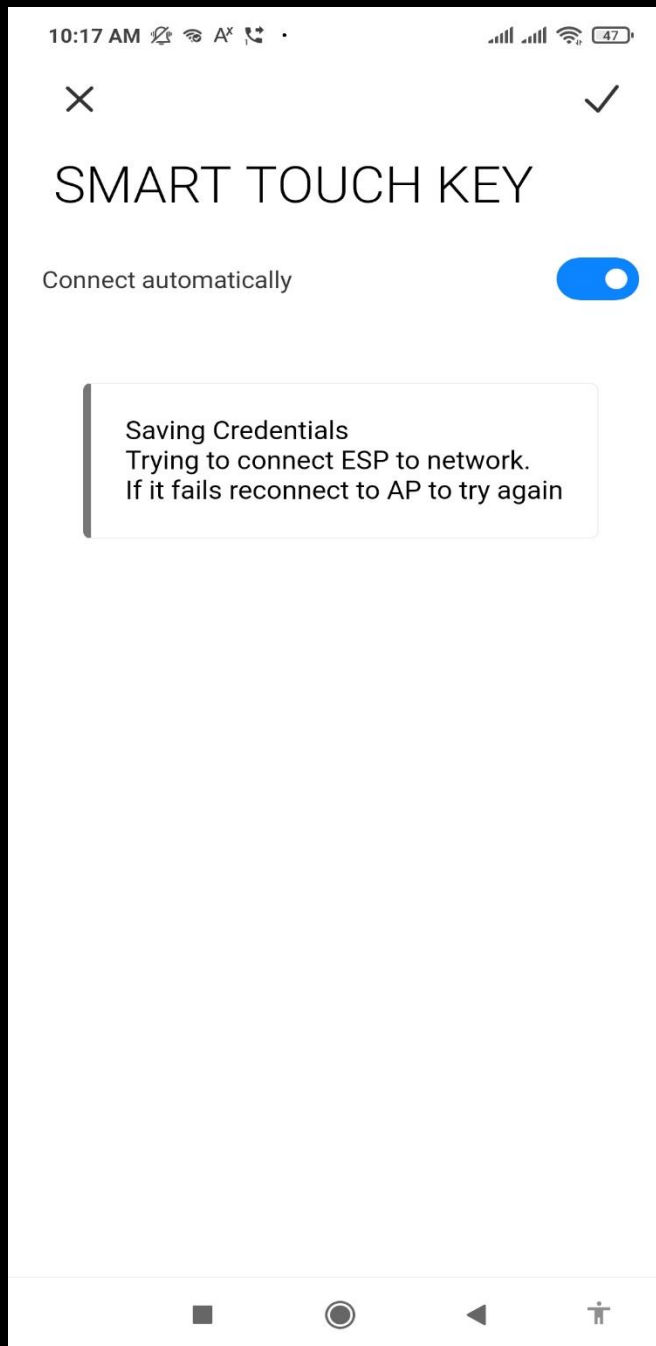 10:17 AM
47
SMART TOUCH KEY
Connect automatically
Saving Credentials
Trying to connect ESP to network.
If it fails reconnect to AP to try again